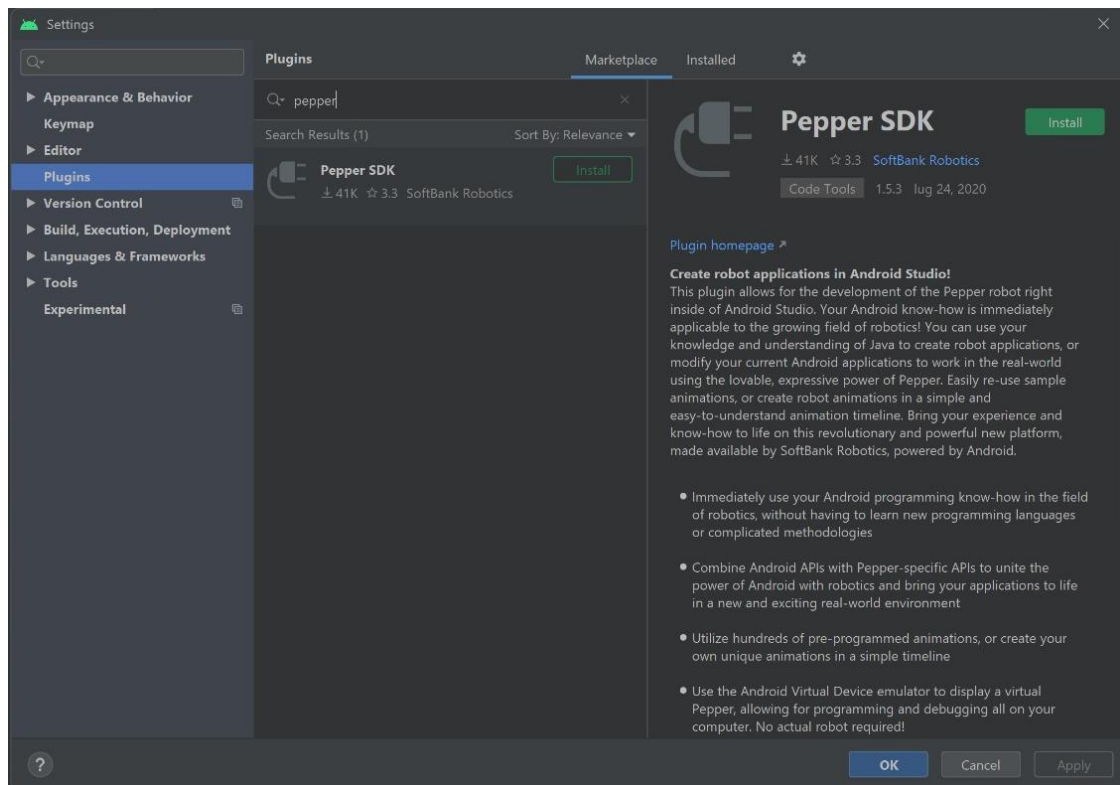 Settings
Plugins
Marketplace
Installed
Appearance & Behavior
Keymap
Editor
Plugins
Version Control
Build, Execution, Deployment
Languages & Frameworks
Tools
Experimental
pepper
Search Results (1)
Sort By: Relevance
Pepper SDK
41K 3.3 SoftBank Robotics
Install
Pepper SDK
Install
41K 3.3 SoftBank Robotics
Code Tools 1.5.3 lug 24, 2020
Plugin homepage
Create robot applications in Android Studio!
This plugin allows for the development of the Pepper robot right
inside of Android Studio. Your Android know-how is immediately
applicable to the growing field of robotics! You can use your
knowledge and understanding of Java to create robot applications, or
modify your current Android applications to work in the real-world
using the lovable, expressive power of Pepper. Easily re-use sample
animations, or create robot animations in a simple and
easy-to-understand animation timeline. Bring your experience and
know-how to life on this revolutionary and powerful new platform,
made available by SoftBank Robotics, powered by Android.
● Immediately use your Android programming know-how in the field
of robotics, without having to learn new programming languages
or complicated methodologies
● Combine Android APIs with Pepper-specific APIs to unite the
power of Android with robotics and bring your applications to life
in a new and exciting real-world environment
● Utilize hundreds of pre-programmed animations, or create your
own unique animations in a simple timeline
● Use the Android Virtual Device emulator to display a virtual
Pepper, allowing for programming and debugging all on your
computer. No actual robot required!
?
OK
Cancel
Apply